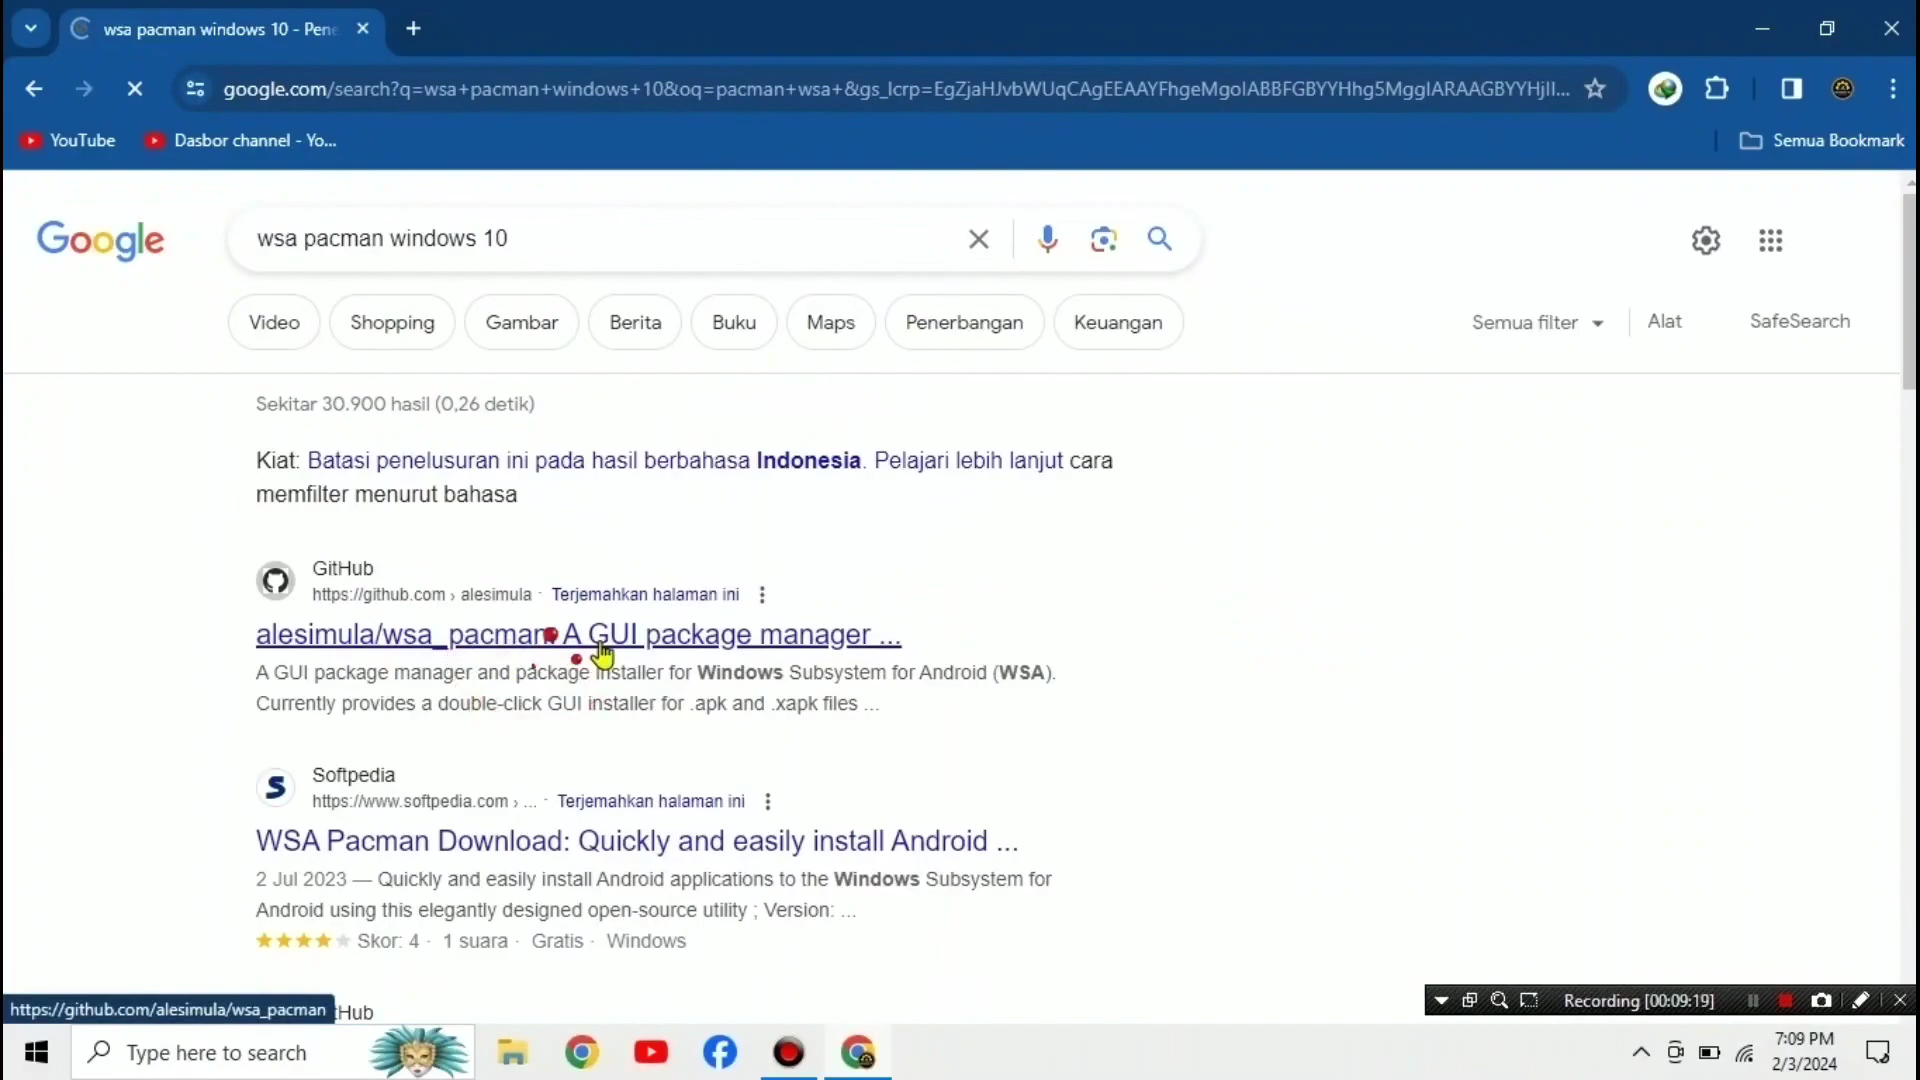 wsa pacman windows 10 - Pene
google.com/search?q=wsa+pacman+windows+10&oq=pacman+wsa+&gs_lcrp=EgZjaHJvbWUqCAgEEAAYFhgeMgoIABBFGBYYHhg5MggIARAAGBYYHjII...
YouTube
Dasbor channel - Yo...
Semua Bookmark
Google
wsa pacman windows 10
Video
Shopping
Gambar
Berita
Buku
Maps
Penerbangan
Keuangan
Semua filter
Alat
SafeSearch
Sekitar 30.900 hasil (0,26 detik)
Kiat: Batasi penelusuran ini pada hasil berbahasa Indonesia. Pelajari lebih lanjut cara
memfilter menurut bahasa
GitHub
https://github.com › alesimula · Terjemahkan halaman ini
alesimula/wsa_pacman: A GUI package manager ...
A GUI package manager and package installer for Windows Subsystem for Android (WSA).
Currently provides a double-click GUI installer for .apk and .xapk files ...
Softpedia
https://www.softpedia.com › ... · Terjemahkan halaman ini
WSA Pacman Download: Quickly and easily install Android ...
2 Jul 2023 — Quickly and easily install Android applications to the Windows Subsystem for
Android using this elegantly designed open-source utility ; Version: ...
Skor: 4 · 1 suara · Gratis · Windows
https://github.com/alesimula/wsa_pacman
tHub
Recording [00:09:19]
Type here to search
7:09 PM
2/3/2024